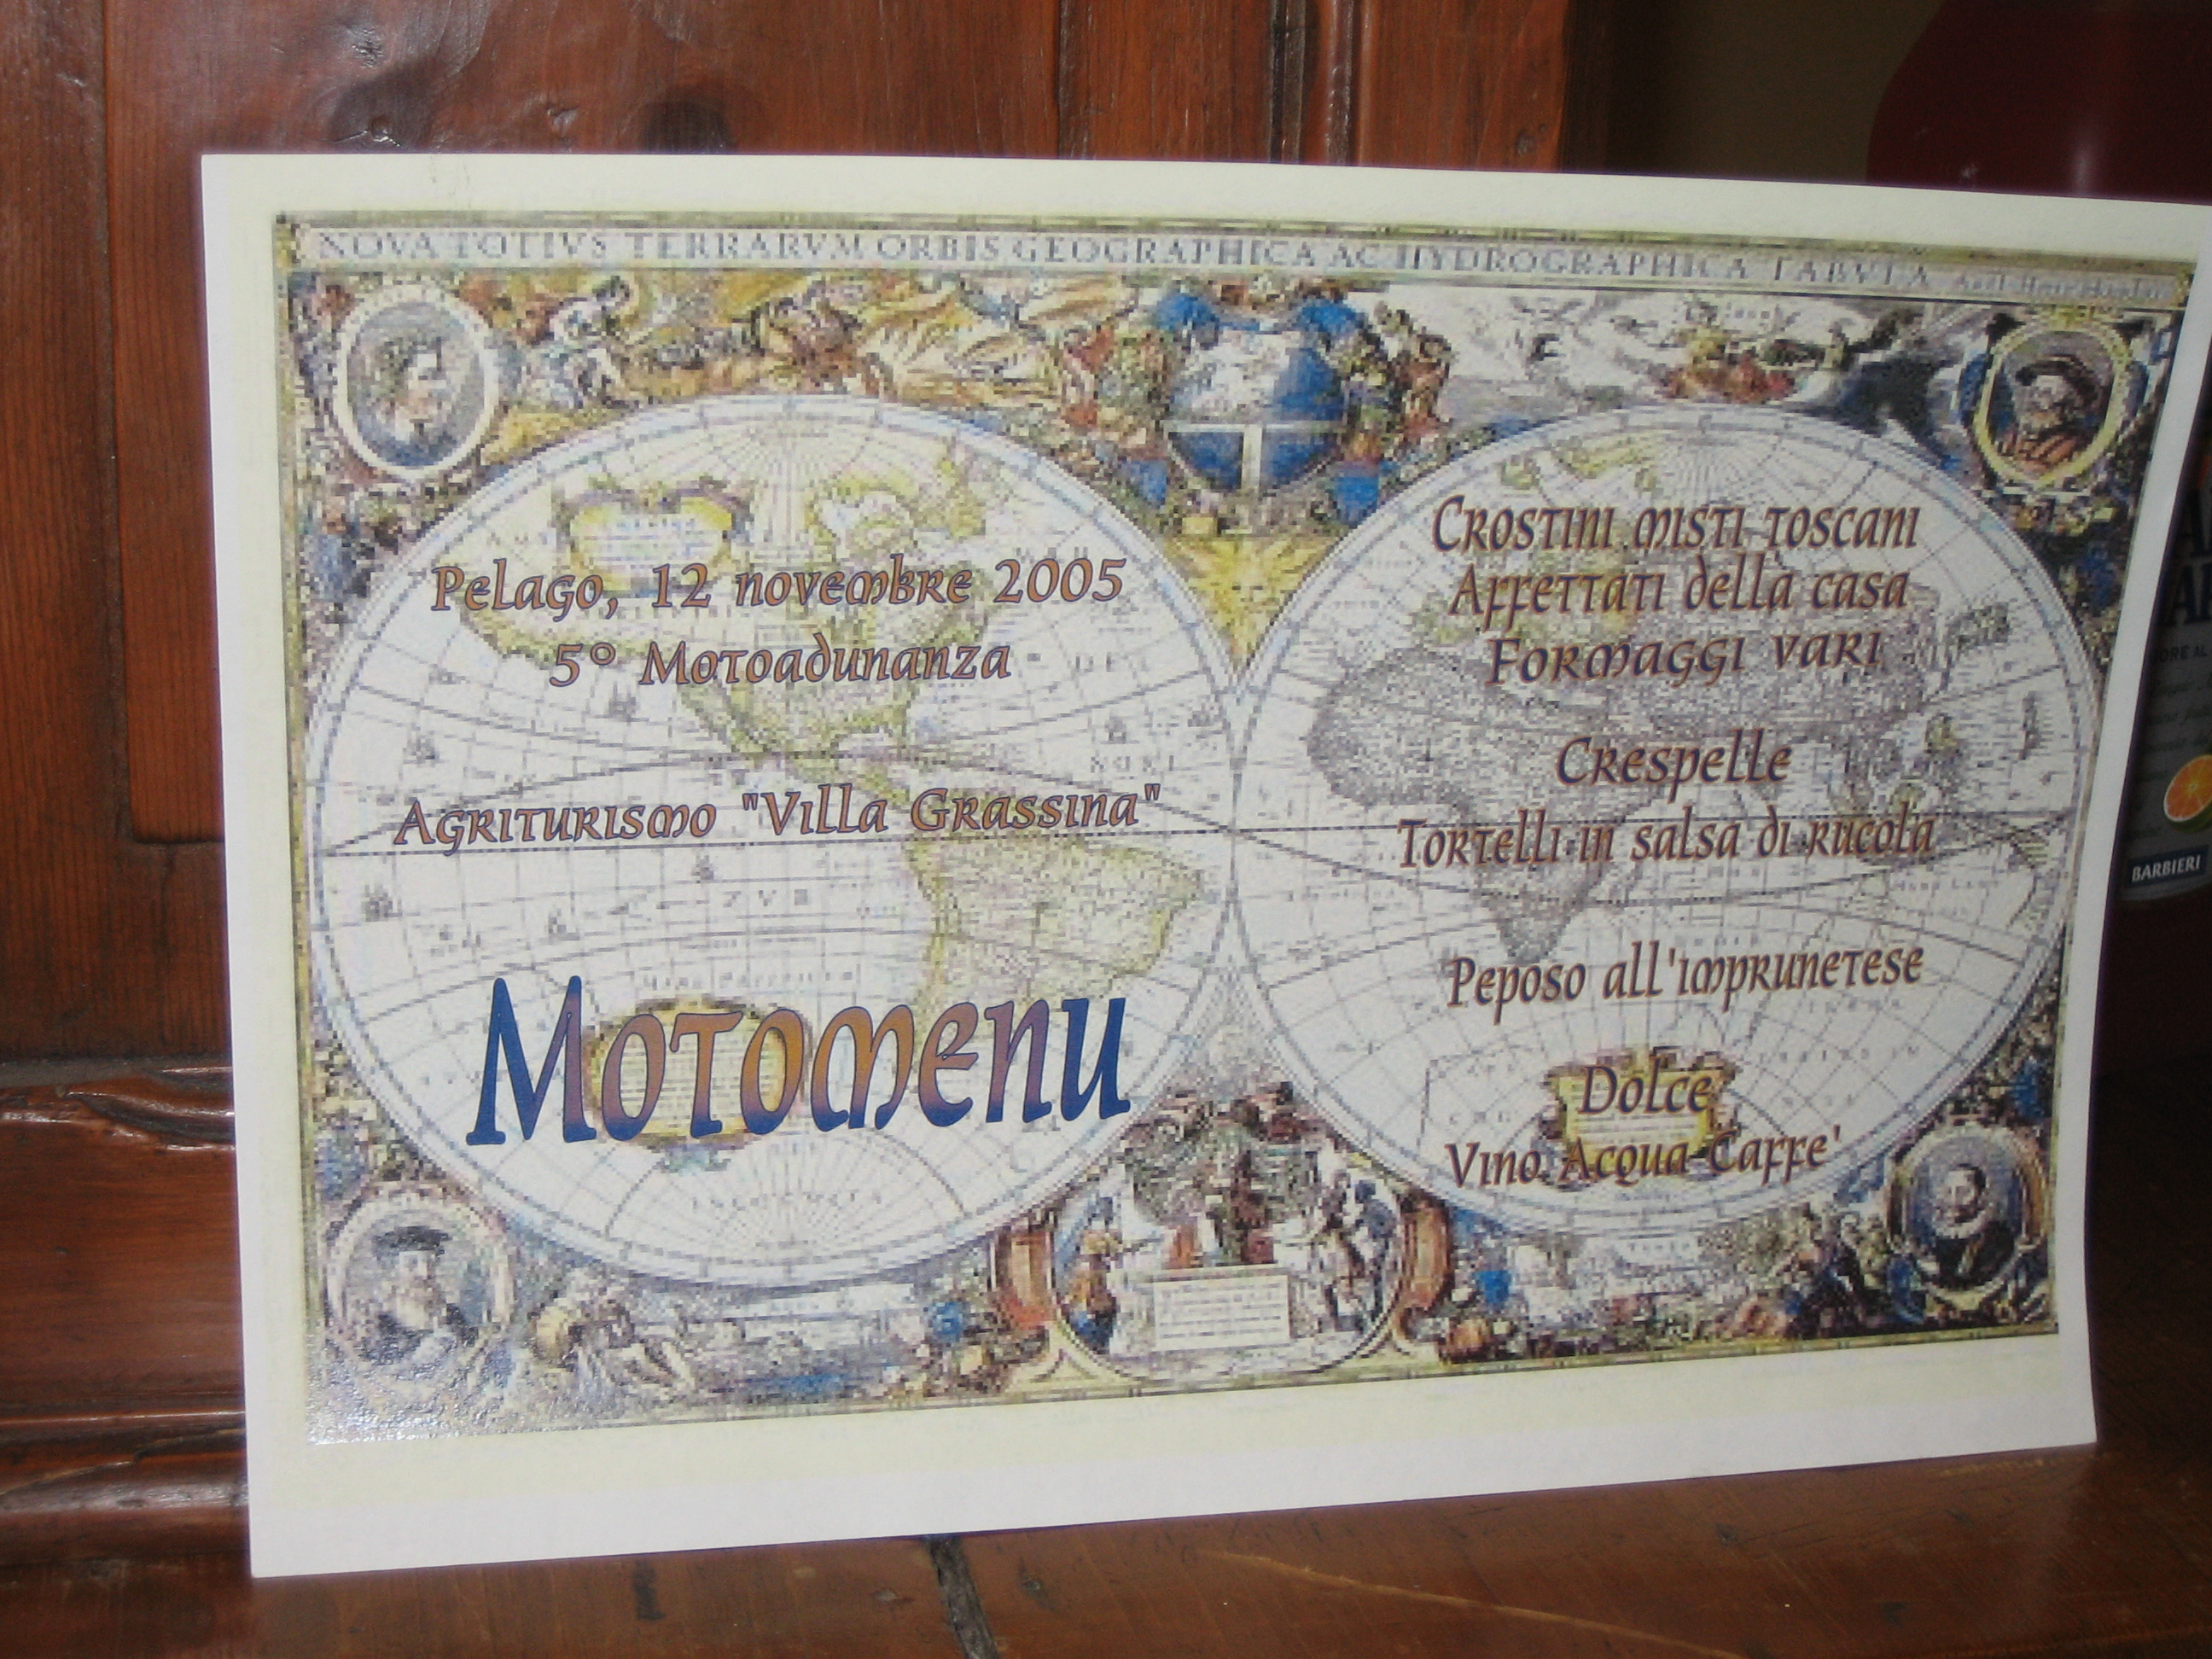 NOVA TOTIVS TERRARVM ORBIS GEOGRAPHICA AC HYDROGRAPHICA TABVLA
Pelago, 12 novembre 2005
5° Motoadunanza
Agriturismo "Villa Grassina"
Motomenu
Crostini misti toscani
Affettati della casa
Formaggi vari
Crespelle
Tortelli in salsa di rucola
Peposo all'imprunetese
Dolce
Vino Acqua Caffe'
BARBIERI